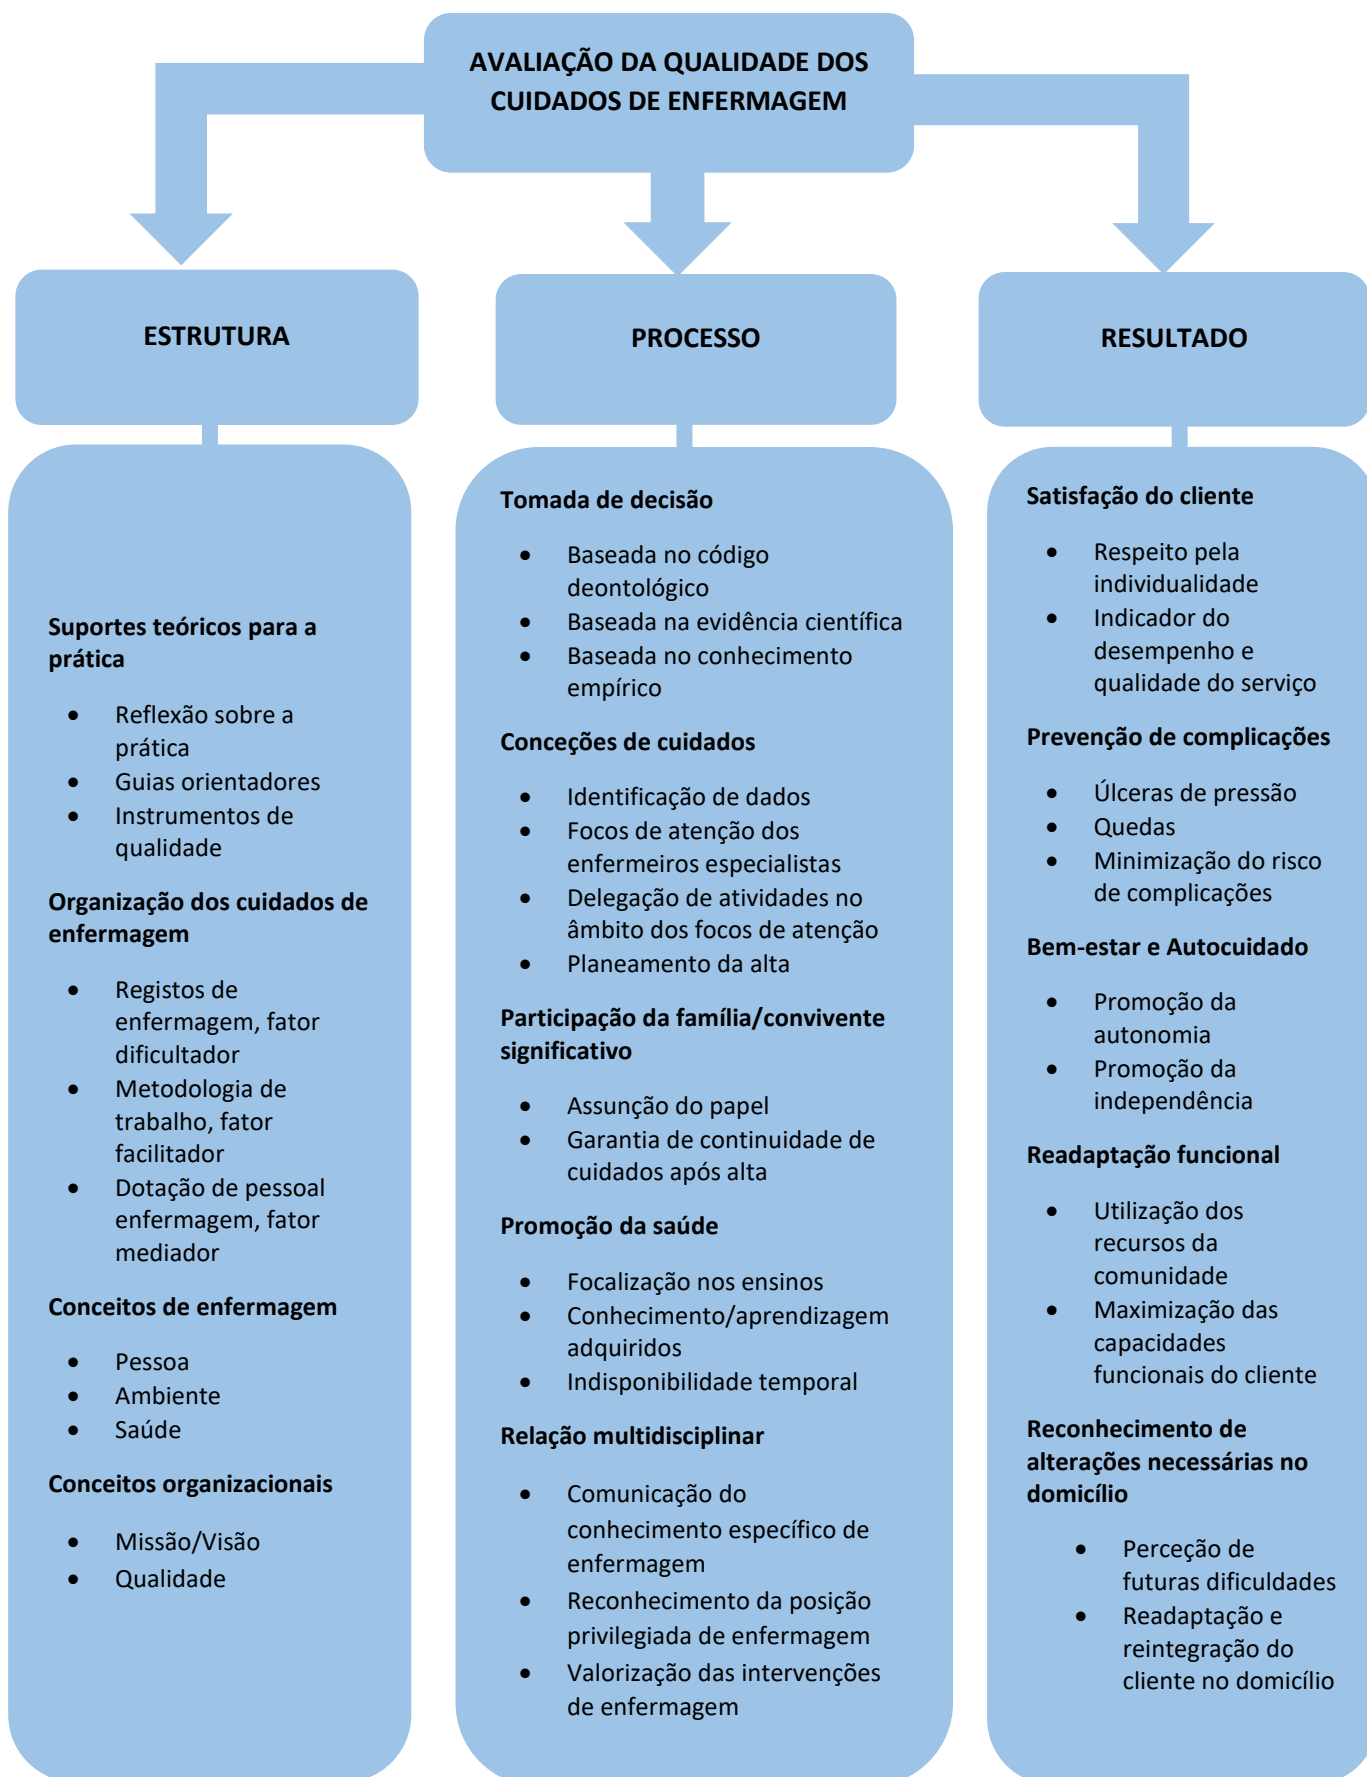 AVALIAÇÃO DA QUALIDADE DOS
CUIDADOS DE ENFERMAGEM
ESTRUTURA
Suportes teóricos para a
prática
• Reflexão sobre a
prática
• Guias orientadores
• Instrumentos de
qualidade
Organização dos cuidados de
enfermagem
• Registos de
enfermagem, fator
dificultador
• Metodologia de
trabalho, fator
facilitador
• Dotação de pessoal
enfermagem, fator
mediador
Conceitos de enfermagem
• Pessoa
• Ambiente
• Saúde
Conceitos organizacionais
• Missão/Visão
• Qualidade
PROCESSO
Tomada de decisão
• Baseada no código
deontológico
• Baseada na evidência científica
• Baseada no conhecimento
empírico
Conceções de cuidados
• Identificação de dados
• Focos de atenção dos
enfermeiros especialistas
• Delegação de atividades no
âmbito dos focos de atenção
• Planeamento da alta
Participação da família/convivente
significativo
• Assunção do papel
• Garantia de continuidade de
cuidados após alta
Promoção da saúde
• Focalização nos ensinos
• Conhecimento/aprendizagem
adquiridos
• Indisponibilidade temporal
Relação multidisciplinar
• Comunicação do
conhecimento específico de
enfermagem
• Reconhecimento da posição
privilegiada de enfermagem
• Valorização das intervenções
de enfermagem
RESULTADO
Satisfação do cliente
• Respeito pela
individualidade
• Indicador do
desempenho e
qualidade do serviço
Prevenção de complicações
• Úlceras de pressão
• Quedas
• Minimização do risco
de complicações
Bem-estar e Autocuidado
• Promoção da
autonomia
• Promoção da
independência
Readaptação funcional
• Utilização dos
recursos da
comunidade
• Maximização das
capacidades
funcionais do cliente
Reconhecimento de
alterações necessárias no
domicílio
• Perceção de
futuras dificuldades
• Readaptação e
reintegração do
cliente no domicílio